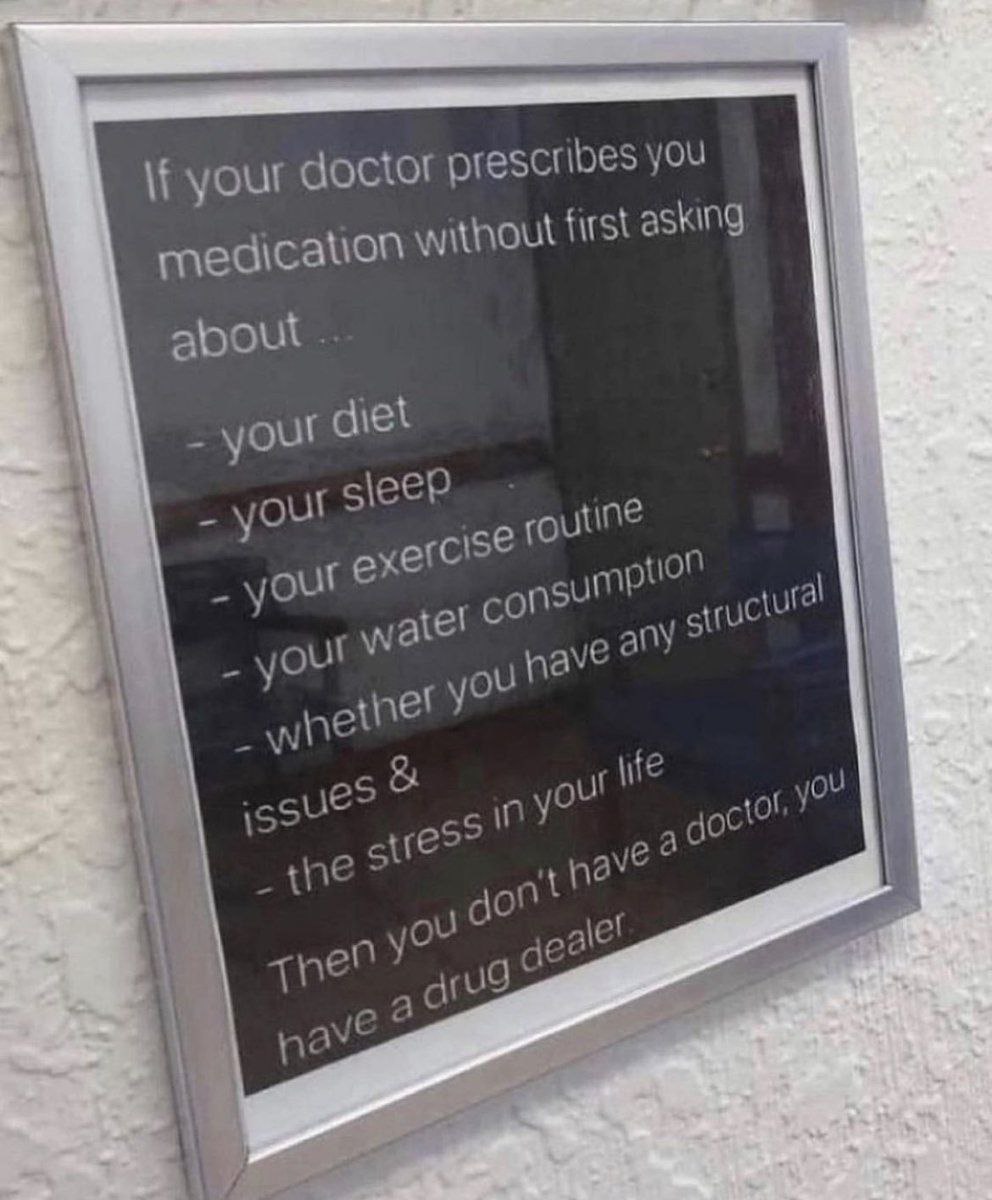 If your doctor prescribes you
medication without first asking
about ...
- your diet
- your sleep
- your exercise routine
- your water consumption
- whether you have any structural
issues &
- the stress in your life
Then you don't have a doctor, you
have a drug dealer.